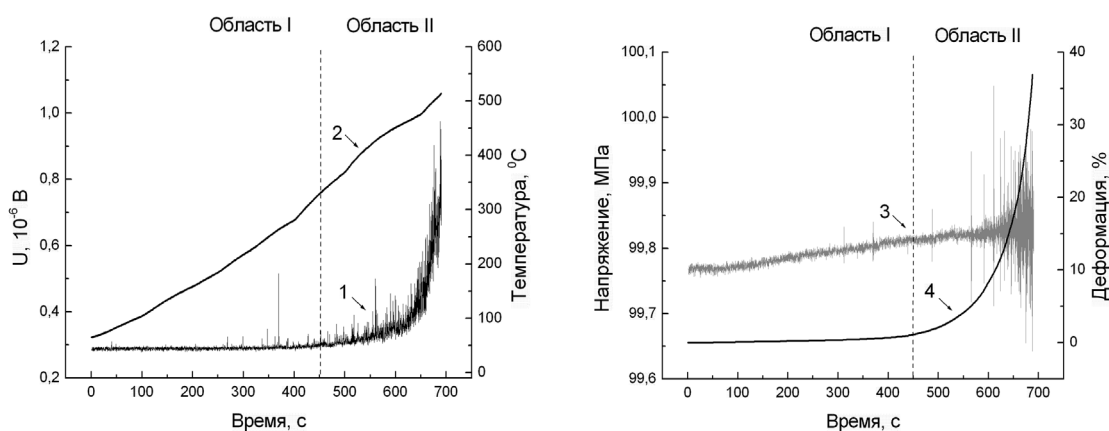 Область I Область II
1,2
1,0
0,8
0,6
0,4
0,2
U, 10⁻⁶ В
600
500
400
300
200
100
0
Температура, ⁰C
2
1
0 100 200 300 400 500 600 700
Время, с
Область I Область II
100,1
100,0
99,9
99,8
99,7
99,6
Напряжение, МПа
40
30
20
10
0
Деформация, %
3
4
0 100 200 300 400 500 600 700
Время, с